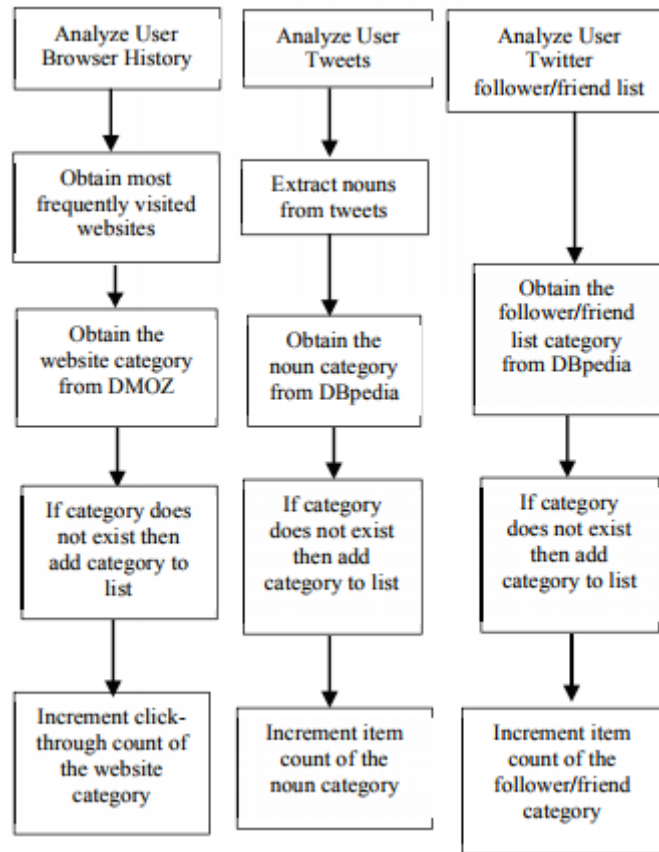 Analyze User
Browser History
Obtain most
frequently visited
websites
Obtain the
website category
from DMOZ
If category does
not exist then
add category to
list
Increment click-
through count of
the website
category
Analyze User
Tweets
Extract nouns
from tweets
Obtain the
noun category
from DBpedia
If category
does not exist
then add
category to list
Increment item
count of the
noun category
Analyze User
Twitter
follower/friend list
Obtain the
follower/friend
list category
from DBpedia
If category
does not exist
then add
category to list
Increment item
count of the
follower/friend
category